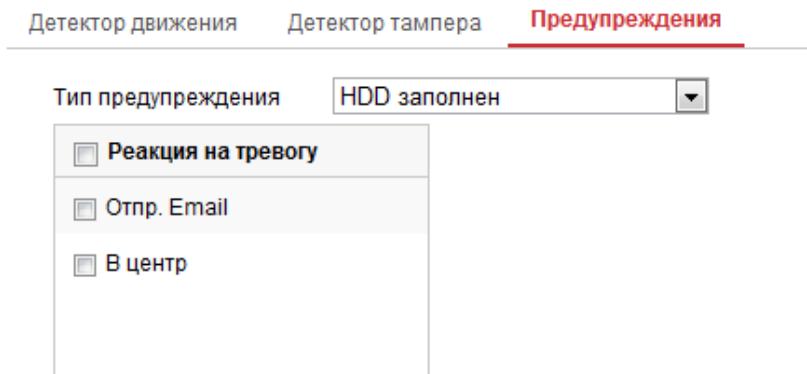 Детектор движения Детектор тампера Предупреждения
Тип предупреждения HDD заполнен
Реакция на тревогу
Отпр. Email
В центр